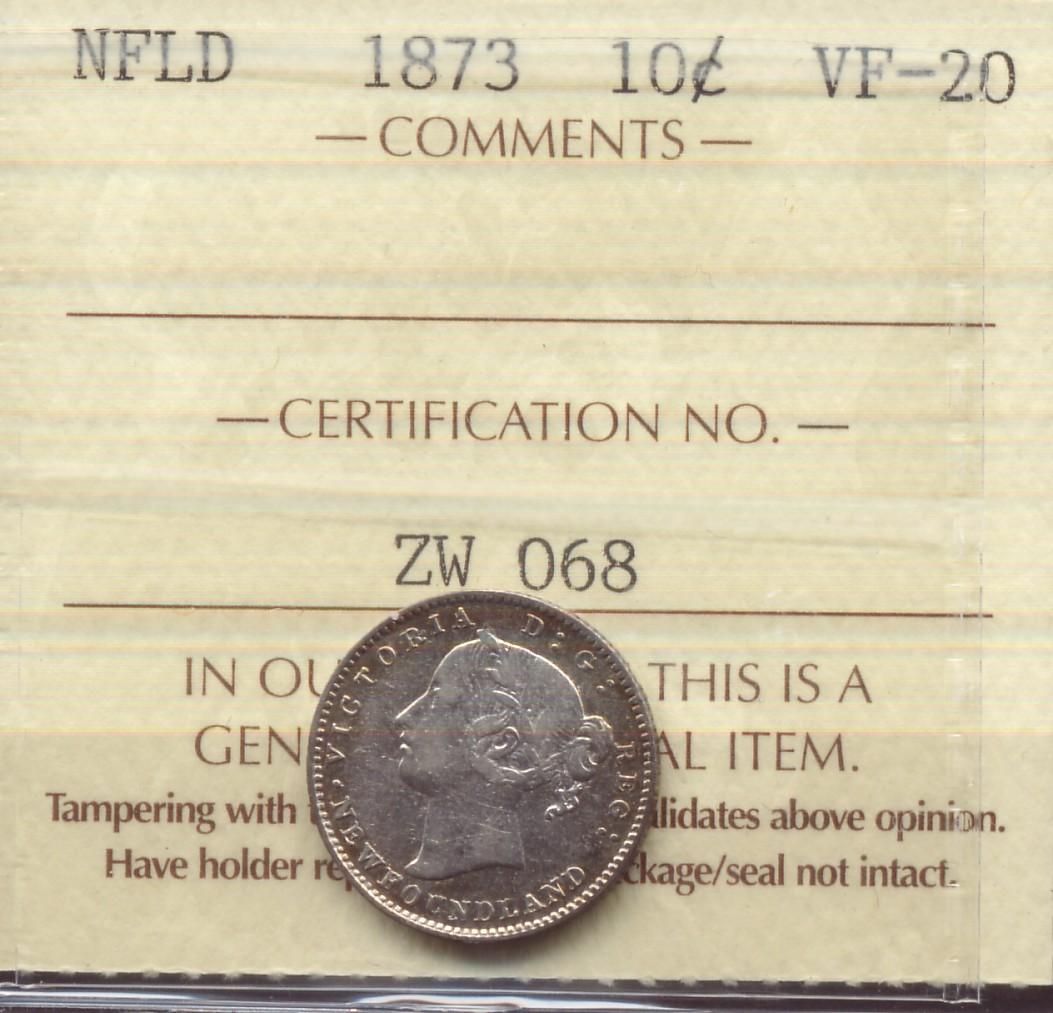 NFLD 1873 10¢ VF-20
— COMMENTS —
— CERTIFICATION NO. —
ZW 068
IN OU THIS IS A
GEN AL ITEM.
Tampering with lidates above opinion.
Have holder re ckage/seal not intact.
VICTORIA D:G: REG:
NEWFOUNDLAND